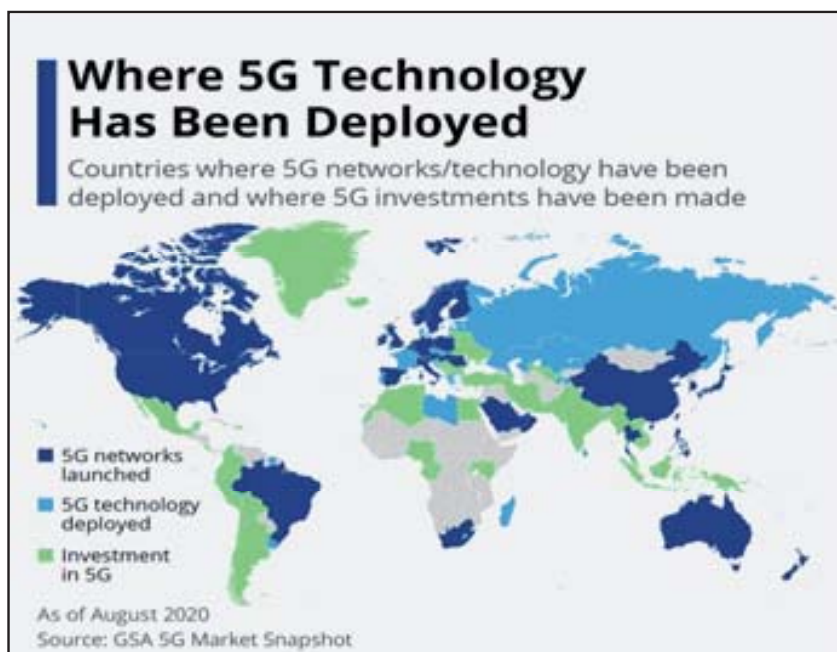 Where 5G Technology
Has Been Deployed
Countries where 5G networks/technology have been
deployed and where 5G investments have been made
5G networks
launched
5G technology
deployed
Investment
in 5G
As of August 2020
Source: GSA 5G Market Snapshot